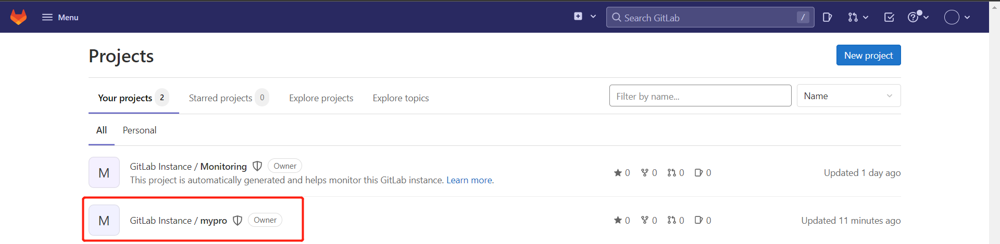 Menu
Search GitLab /
Projects
New project
Your projects 2 Starred projects 0 Explore projects Explore topics Filter by name... Name
All Personal
M GitLab Instance / Monitoring Owner
This project is automatically generated and helps monitor this GitLab instance. Learn more.
0 0 0 0 Updated 1 day ago
M GitLab Instance / mypro Owner 0 0 0 0 Updated 11 minutes ago